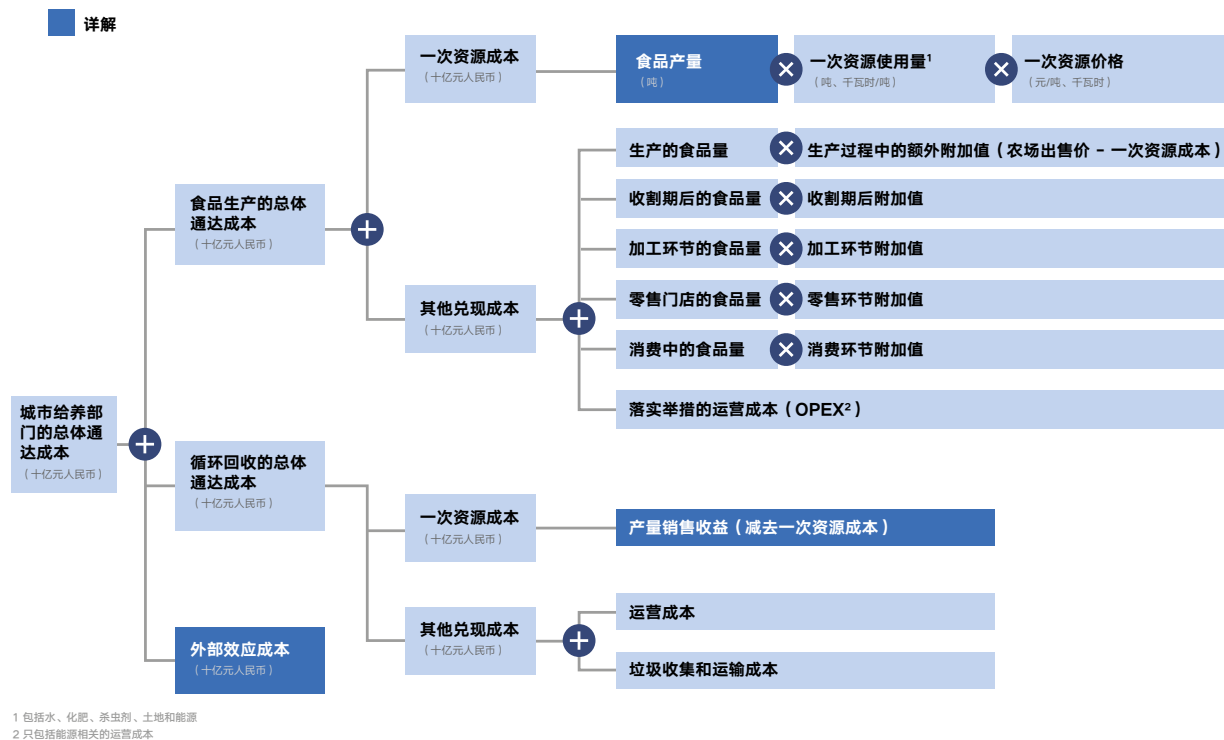 详解
城市给养部
门的总体通
达成本
（十亿元人民币）
食品生产的总体
通达成本
（十亿元人民币）
一次资源成本
（十亿元人民币）
食品产量
（吨）
一次资源使用量¹
（吨、千瓦时/吨）
一次资源价格
（元/吨、千瓦时）
其他兑现成本
（十亿元人民币）
生产的食品量
生产过程中的额外附加值（农场出售价 – 一次资源成本）
收割期后的食品量
收割期后附加值
加工环节的食品量
加工环节附加值
零售门店的食品量
零售环节附加值
消费中的食品量
消费环节附加值
落实举措的运营成本（OPEX²）
循环回收的总体
通达成本
（十亿元人民币）
一次资源成本
（十亿元人民币）
产量销售收益（减去一次资源成本）
其他兑现成本
（十亿元人民币）
运营成本
垃圾收集和运输成本
外部效应成本
（十亿元人民币）
1 包括水、化肥、杀虫剂、土地和能源
2 只包括能源相关的运营成本